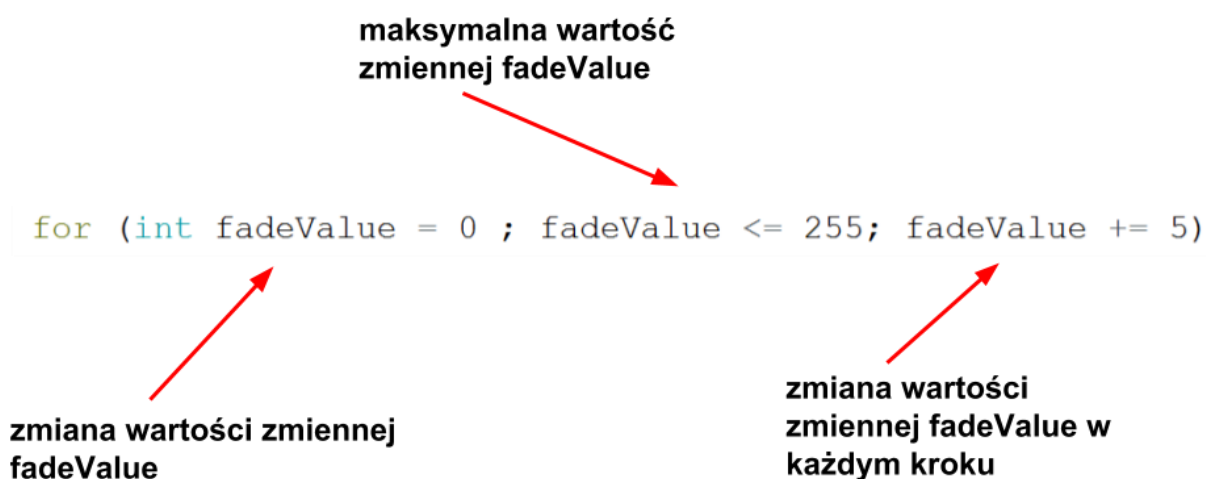 maksymalna wartość
zmiennej fadeValue
for (int fadeValue = 0 ; fadeValue <= 255; fadeValue += 5)
zmiana wartości zmiennej
fadeValue
zmiana wartości
zmiennej fadeValue w
każdym kroku